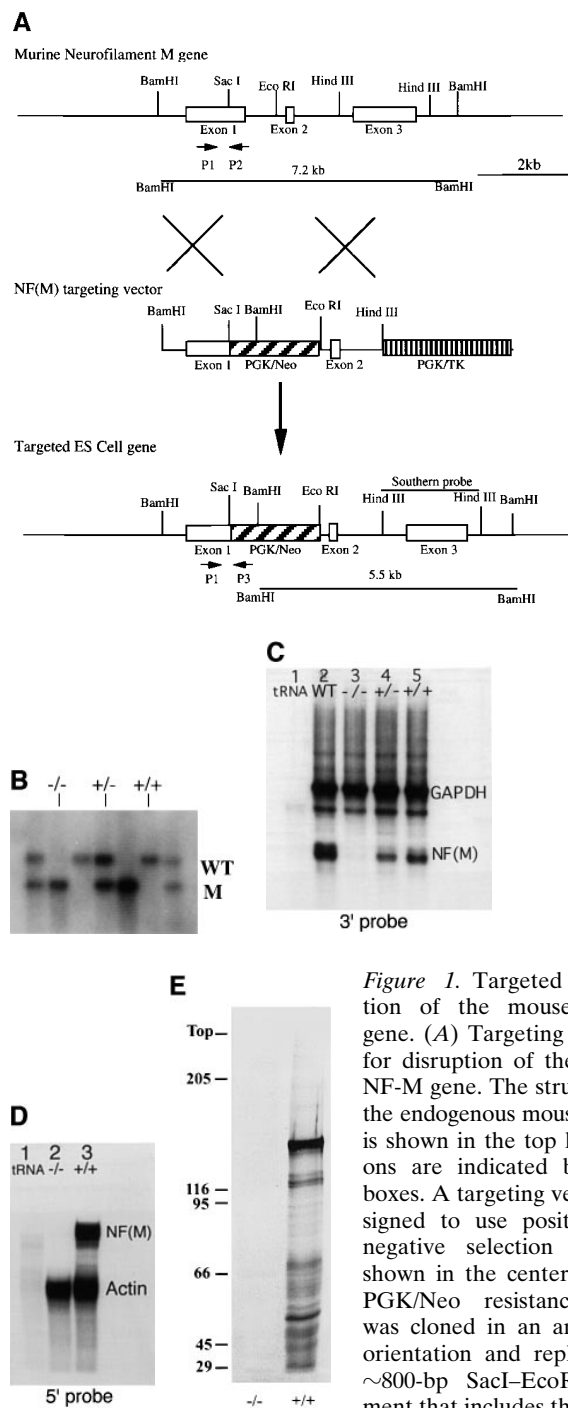 A
Murine Neurofilament M gene
BamHI Sac I Eco RI Hind III Hind III BamHI
Exon 1 Exon 2 Exon 3
P1 P2
7.2 kb 2kb
BamHI BamHI
NF(M) targeting vector
BamHI Sac I BamHI Eco RI Hind III
Exon 1 PGK/Neo Exon 2 PGK/TK
Targeted ES Cell gene
Southern probe
BamHI Sac I BamHI Eco RI Hind III Hind III BamHI
Exon 1 PGK/Neo Exon 2 Exon 3
P1 P3
5.5 kb
BamHI BamHI
C
1 2 3 4 5
tRNA WT -/- +/- +/+
GAPDH
NF(M)
3' probe
B
-/- +/- +/+
WT
M
E
Top
205
116
95
66
45
29
-/- +/+
D
1 2 3
tRNA -/- +/+
NF(M)
Actin
5' probe
Figure 1. Targeted
tion of the mouse
gene. (A) Targeting
for disruption of the
NF-M gene. The stru
the endogenous mous
is shown in the top l
ons are indicated b
boxes. A targeting ve
signed to use posit
negative selection
shown in the center
PGK/Neo resistanc
was cloned in an an
orientation and repl
~800-bp SacI–EcoR
ment that includes th